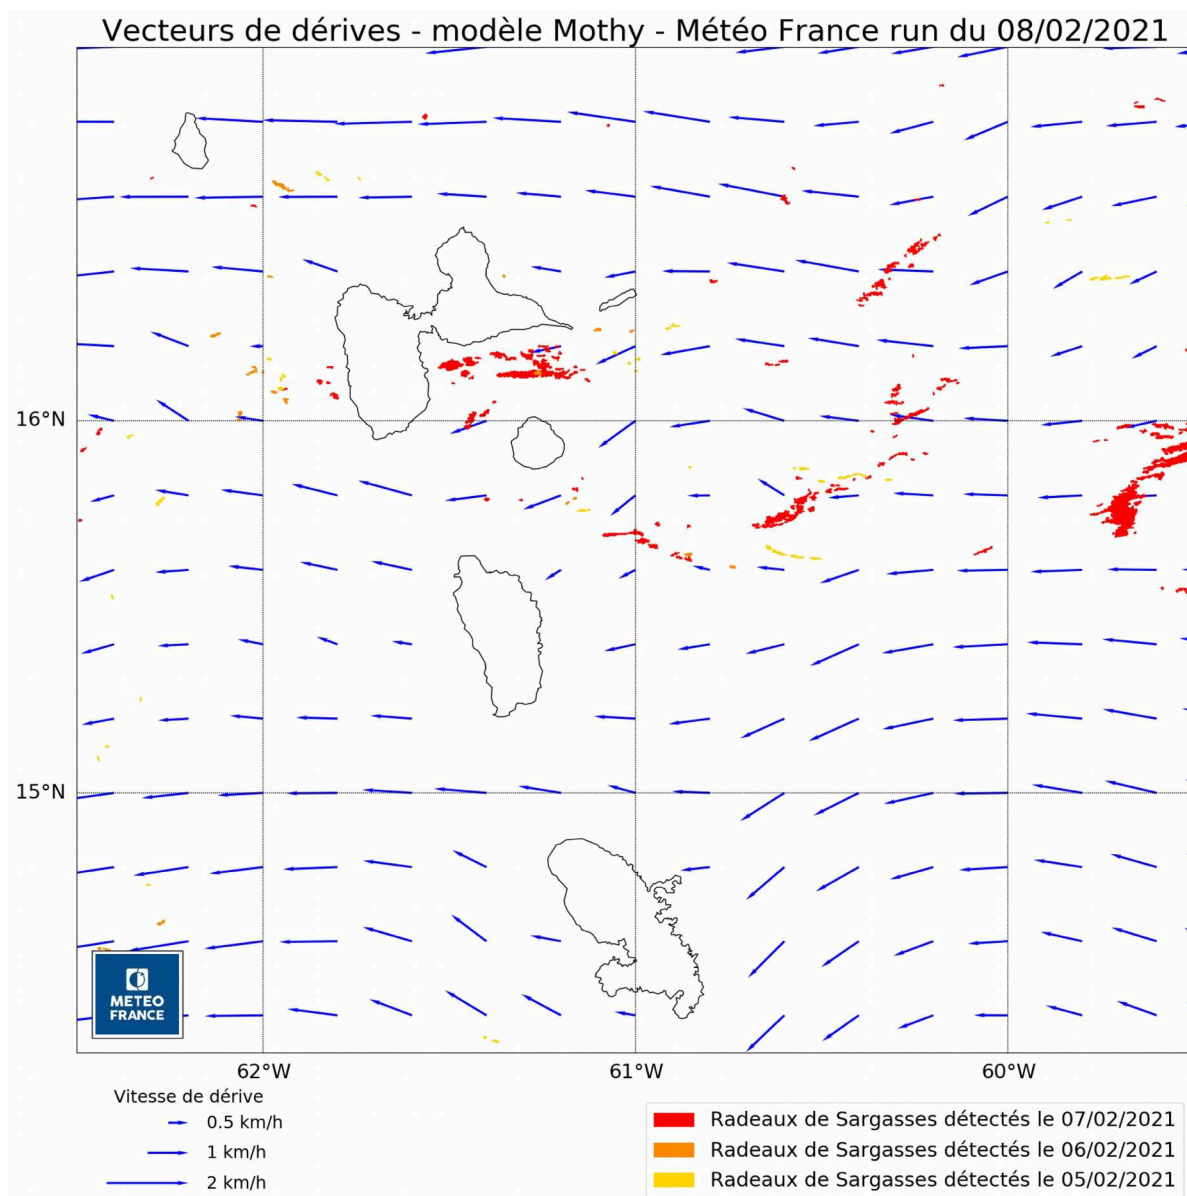 Vecteurs de dérives - modèle Mothy - Météo France run du 08/02/2021
16°N
15°N
METEO
FRANCE
62°W
61°W
60°W
Vitesse de dérive
0.5 km/h
1 km/h
2 km/h
Radeaux de Sargasses détectés le 07/02/2021
Radeaux de Sargasses détectés le 06/02/2021
Radeaux de Sargasses détectés le 05/02/2021